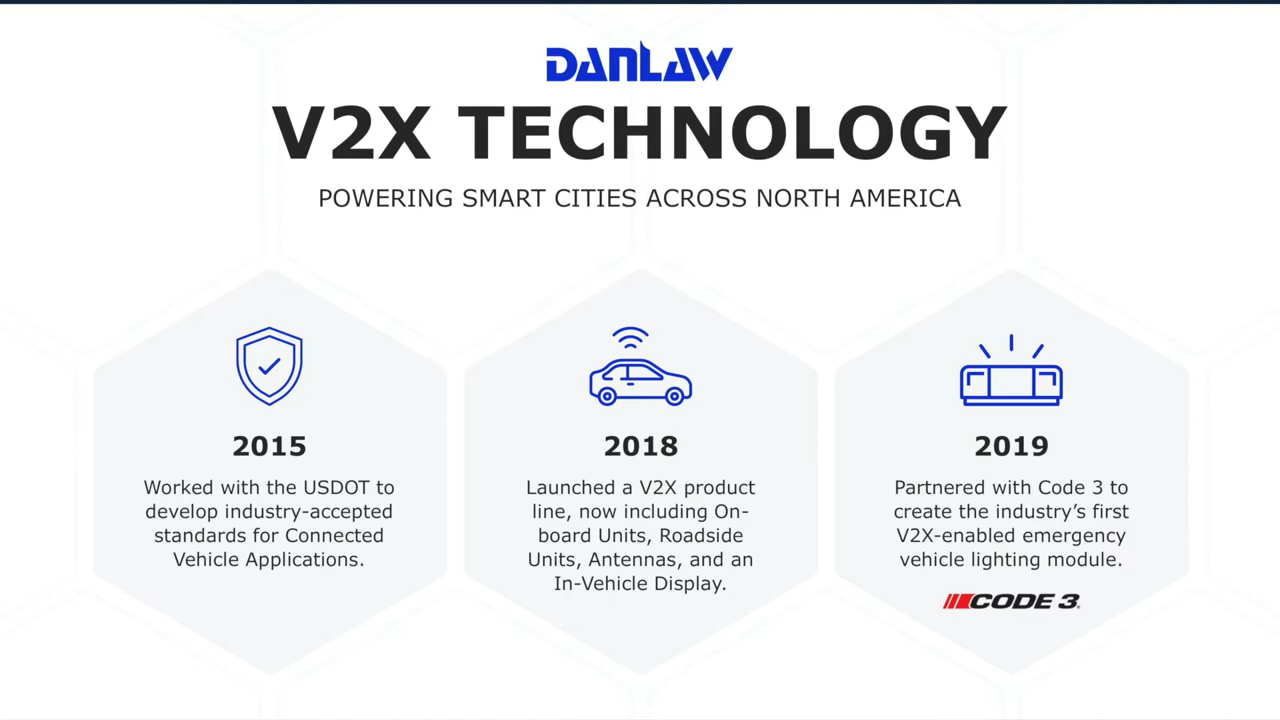 DANLAW
V2X TECHNOLOGY
POWERING SMART CITIES ACROSS NORTH AMERICA
2015
Worked with the USDOT to
develop industry-accepted
standards for Connected
Vehicle Applications.
2018
Launched a V2X product
line, now including On-
board Units, Roadside
Units, Antennas, and an
In-Vehicle Display.
2019
Partnered with Code 3 to
create the industry’s first
V2X-enabled emergency
vehicle lighting module.
CODE 3